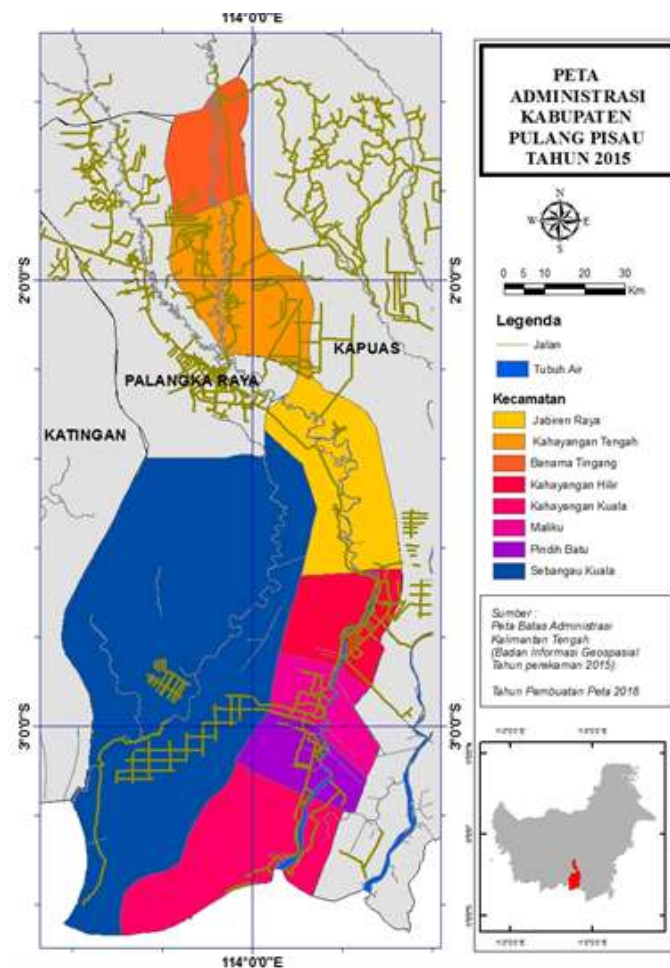 114°0'0"E
PETA
ADMINISTRASI
KABUPATEN
PULANG PISAU
TAHUN 2015
N
W E
S
0 5 10 20 30
Km
2°0'0"S
2°0'0"S
KAPUAS
PALANGKA RAYA
KATINGAN
3°0'0"S
3°0'0"S
114°0'0"E
Legenda
Jalan
Tubuh Air
Kecamatan
Jabiren Raya
Kahayangan Tengah
Banama Tingang
Kahayangan Hilir
Kahayangan Kuala
Maliku
Pindih Batu
Sebangau Kuala
Sumber :
Peta Batas Administrasi
Kalimantan Tengah
(Badan Informasi Geospasial
Tahun perekaman 2015)
Tahun Pembuatan Peta 2018